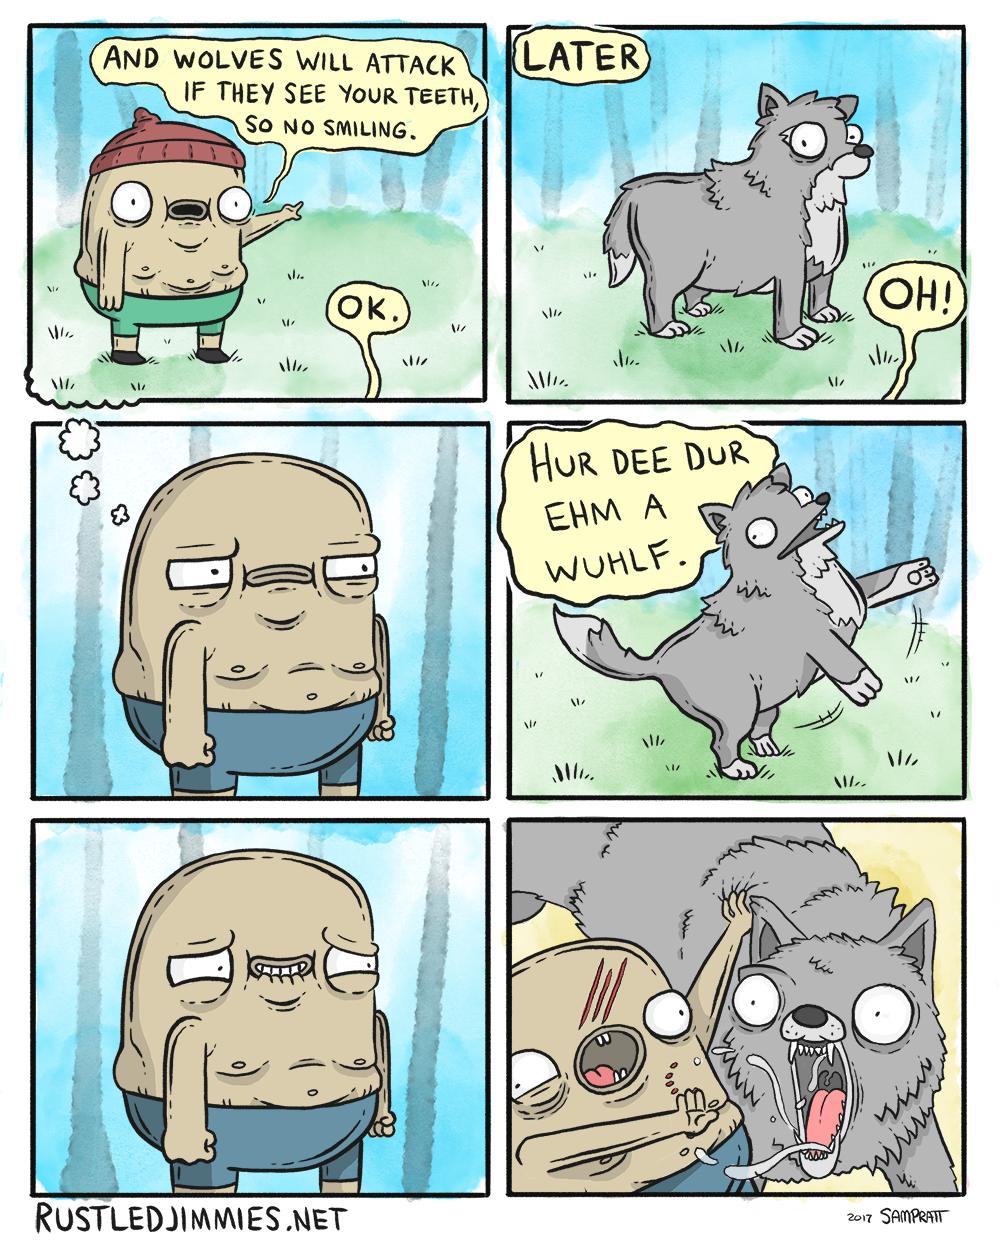 AND WOLVES WILL ATTACK
IF THEY SEE YOUR TEETH,
SO NO SMILING.
OK.
LATER
OH!
HUR DEE DUR
EHM A
WUHLF.
RUSTLEDJIMMIES.NET
2017 SAMPRATT